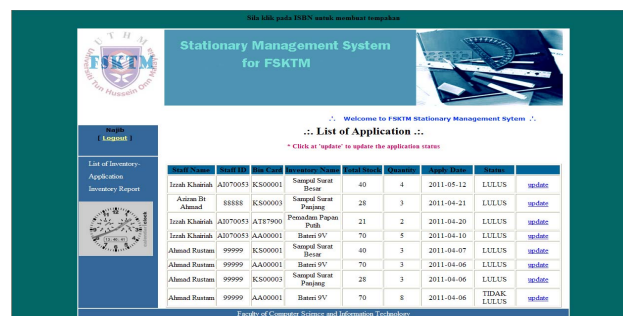 Sila klik pada ISBN untuk membuat tempahan
UTHM
FSKTM
Universiti Tun Hussein Onn
Stationary Management System
for FSKTM
.'. Welcome to FSKTM Stationary Management Sytem .'.
Najib
[ Logout ]
.:. List of Application .:.
* Click at 'update' to update the application status
List of Inventory-
Application
Inventory Report
Staff Name Staff ID Bin Card Inventory Name Total Stock Quantity Apply Date Status
Izzah Khairiah AI070053 KS00001 Sampul Surat Besar 40 4 2011-05-12 LULUS update
Azizan Bt Ahmad 88888 KS00003 Sampul Surat Panjang 28 3 2011-04-21 LULUS update
Izzah Khairiah AI070053 AT87900 Pemadam Papan Putih 21 2 2011-04-20 LULUS update
Izzah Khairiah AI070053 AA00001 Bateri 9V 70 5 2011-04-10 LULUS update
Ahmad Rustam 99999 KS00001 Sampul Surat Besar 40 3 2011-04-07 LULUS update
Ahmad Rustam 99999 AA00001 Bateri 9V 70 3 2011-04-06 LULUS update
Ahmad Rustam 99999 KS00003 Sampul Surat Panjang 28 3 2011-04-06 LULUS update
Ahmad Rustam 99999 AA00001 Bateri 9V 70 8 2011-04-06 TIDAK LULUS update
Faculty of Computer Science and Information Technology